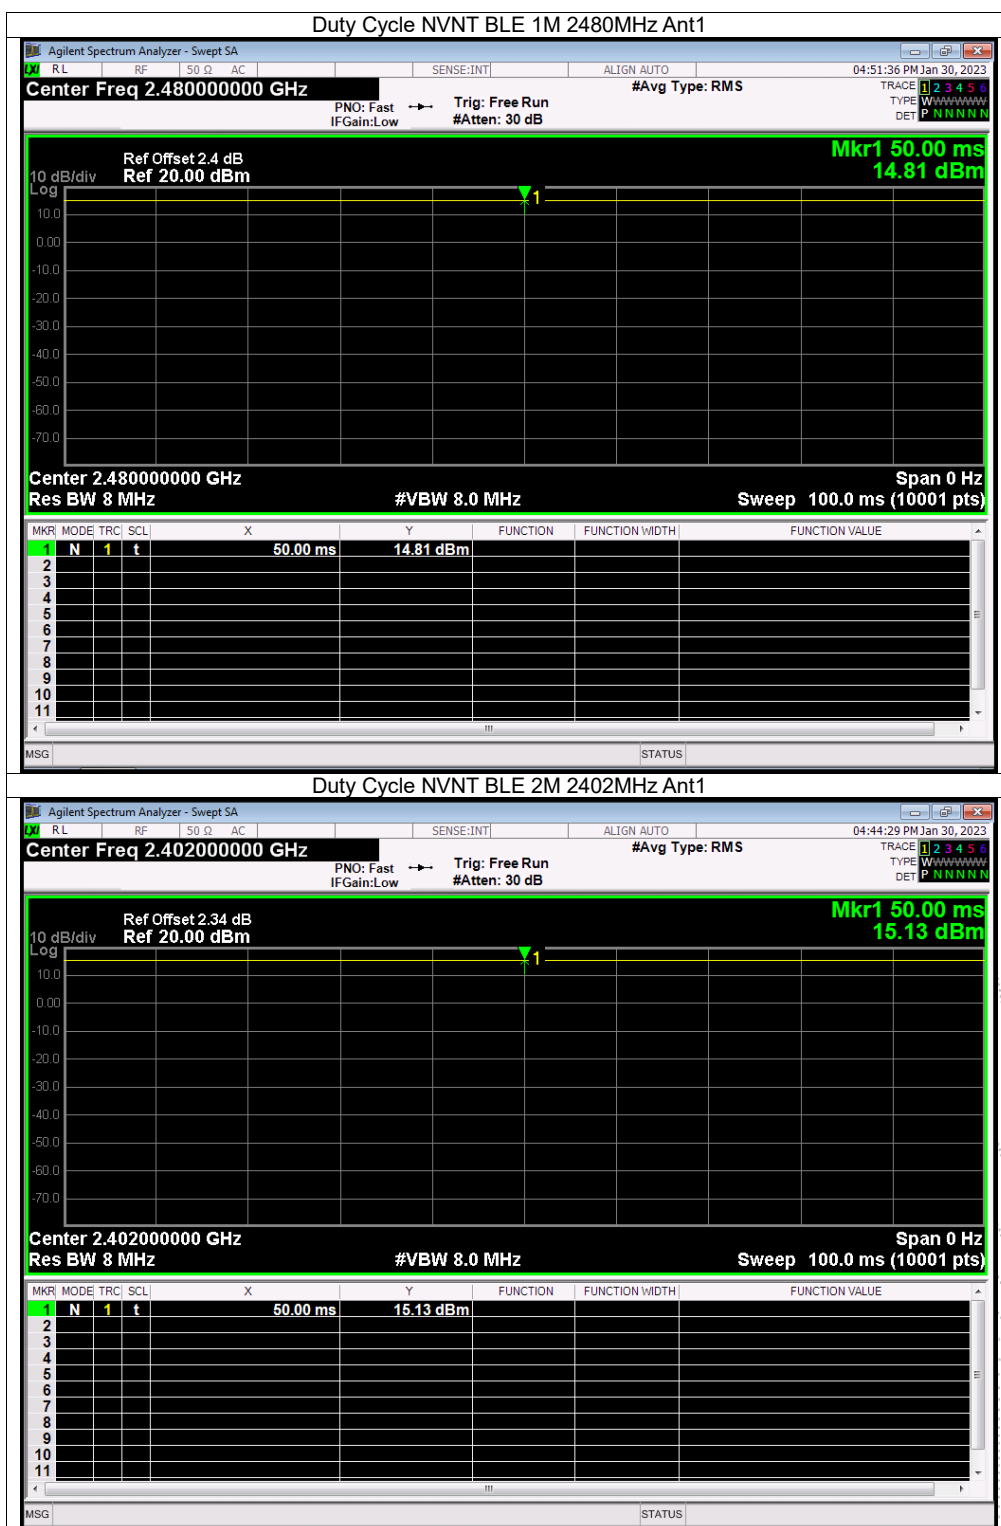 Duty Cycle NVNT BLE 1M 2480MHz Ant1
Agilent Spectrum Analyzer - Swept SA
LXI RL RF 50 Ω AC SENSE:INT ALIGN AUTO 04:51:36 PM Jan 30, 2023
Center Freq 2.480000000 GHz #Avg Type: RMS TRACE 1 2 3 4 5 6
PNO: Fast Trig: Free Run TYPE WWWWWWW
IFGain:Low #Atten: 30 dB DET P N N N N N
Mkr1 50.00 ms
Ref Offset 2.4 dB
10 dB/div Ref 20.00 dBm 14.81 dBm
Log
1
10.0
0.00
-10.0
-20.0
-30.0
-40.0
-50.0
-60.0
-70.0
Center 2.480000000 GHz Span 0 Hz
Res BW 8 MHz #VBW 8.0 MHz Sweep 100.0 ms (10001 pts)
MKR MODE TRC SCL X Y FUNCTION FUNCTION WIDTH FUNCTION VALUE
1 N 1 t 50.00 ms 14.81 dBm
2
3
4
5
6
7
8
9
10
11
MSG STATUS
Duty Cycle NVNT BLE 2M 2402MHz Ant1
Agilent Spectrum Analyzer - Swept SA
LXI RL RF 50 Ω AC SENSE:INT ALIGN AUTO 04:44:29 PM Jan 30, 2023
Center Freq 2.402000000 GHz #Avg Type: RMS TRACE 1 2 3 4 5 6
PNO: Fast Trig: Free Run TYPE WWWWWWW
IFGain:Low #Atten: 30 dB DET P N N N N N
Mkr1 50.00 ms
Ref Offset 2.34 dB
10 dB/div Ref 20.00 dBm 15.13 dBm
Log
1
10.0
0.00
-10.0
-20.0
-30.0
-40.0
-50.0
-60.0
-70.0
Center 2.402000000 GHz Span 0 Hz
Res BW 8 MHz #VBW 8.0 MHz Sweep 100.0 ms (10001 pts)
MKR MODE TRC SCL X Y FUNCTION FUNCTION WIDTH FUNCTION VALUE
1 N 1 t 50.00 ms 15.13 dBm
2
3
4
5
6
7
8
9
10
11
MSG STATUS